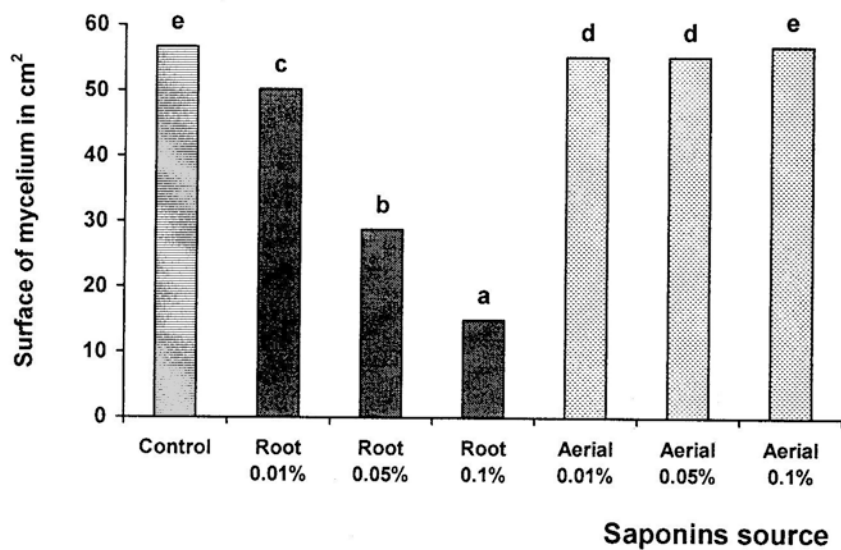 Surface of mycelium in cm²
60
50
40
30
20
10
0
e
c
b
a
d
d
e
Control
Root
0.01%
Root
0.05%
Root
0.1%
Aerial
0.01%
Aerial
0.05%
Aerial
0.1%
Saponins source